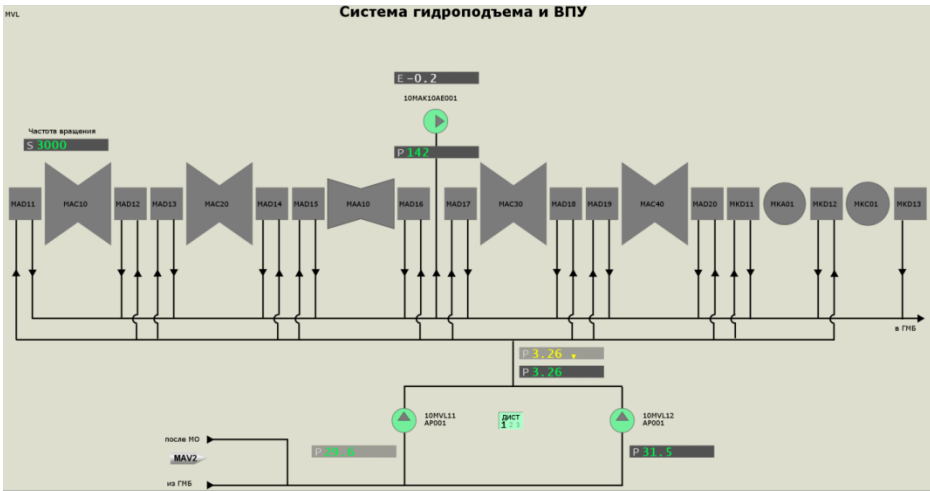 MVL
Система гидроподъема и ВПУ
E -0.2
10MAK10AE001
Частота вращения
S 3000
P 142
MAD11 MAC10 MAD12 MAD13 MAC20 MAD14 MAD15 MAA10 MAD16 MAD17 MAC30 MAD18 MAD19 MAC40 MAD20 MKD11 MKA01 MKD12 MKC01 MKD13
в ГМБ
P 3.26
P 3.26
10MVL11
AP001
ДИСТ
1 2 3
10MVL12
AP001
после МО
P
P 31.5
MAV2
из ГМБ